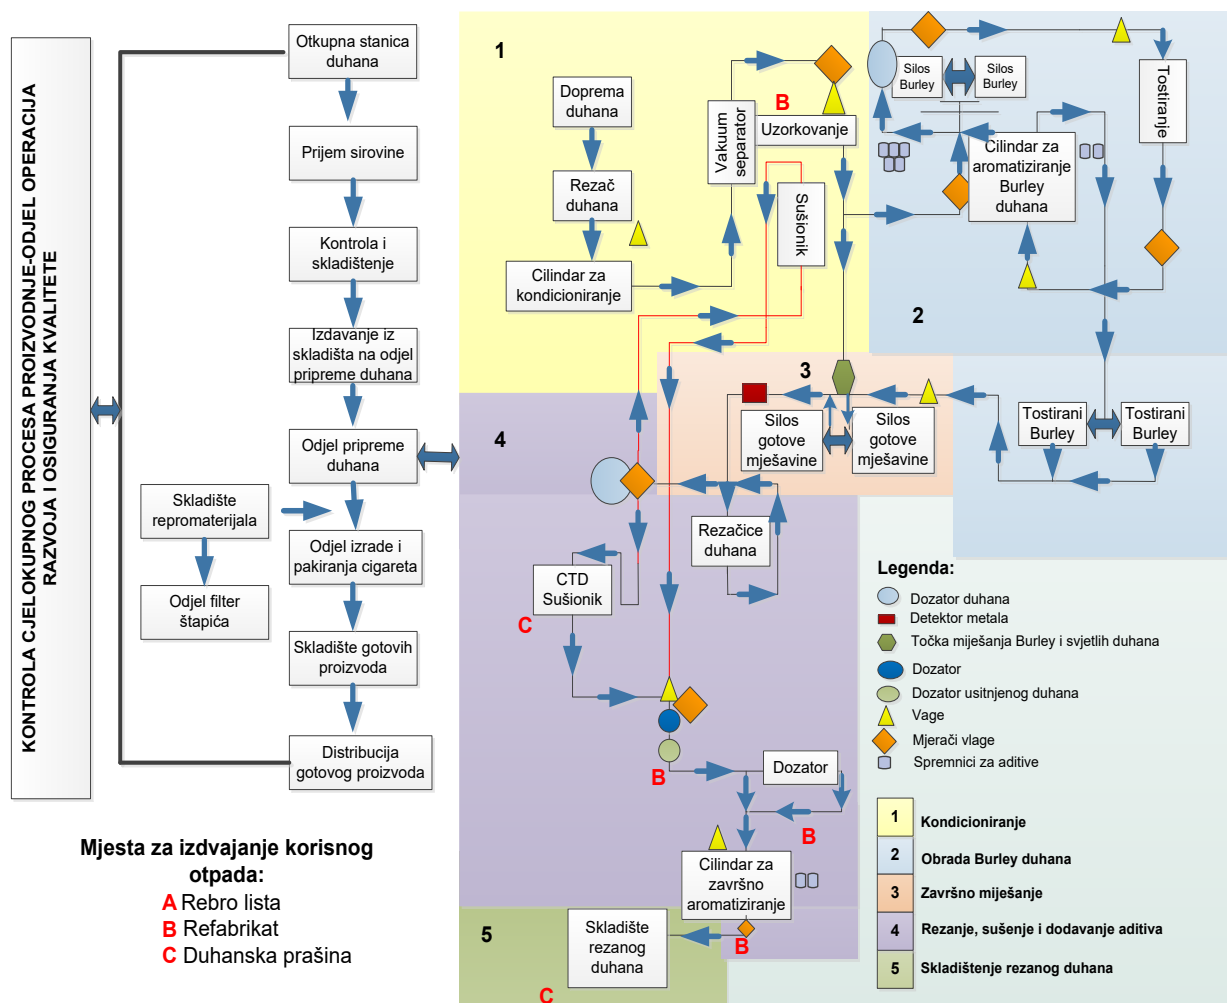 KONTROLA CJELOKUPNOG PROCESA PROIZVODNJE-ODJEL OPERACIJA
RAZVOJA I OSIGURANJA KVALITETE
Otkupna stanica
duhana
Prijem sirovine
Kontrola i
skladištenje
Izdavanje iz
skladišta na odjel
pripreme duhana
Odjel pripreme
duhana
Skladište
repromaterijala
Odjel izrade i
pakiranja cigareta
Odjel filter
štapića
Skladište gotovih
proizvoda
Distribucija
gotovog proizvoda
Mjesta za izdvajanje korisnog
otpada:
A Rebro lista
B Refabrikat
C Duhanska prašina
1
Doprema
duhana
Rezač
duhana
Cilindar za
kondicioniranje
Vakuum
separator
B
Uzorkovanje
Sušionik
Silos
Burley
Silos
Burley
Tostiranje
Cilindar za
aromatiziranje
Burley
duhana
2
3
Silos
gotove
mješavine
Silos
gotove
mješavine
Tostirani
Burley
Tostirani
Burley
4
Rezačice
duhana
CTD
Sušionik
C
B
Dozator
B
Cilindar za
završno
aromatiziranje
B
5
Skladište
rezanog
duhana
C
Legenda:
Dozator duhana
Detektor metala
Točka miješanja Burley i svjetlih duhana
Dozator
Dozator usitnjenog duhana
Vage
Mjerači vlage
Spremnici za aditive
1 Kondicioniranje
2 Obrada Burley duhana
3 Završno miješanje
4 Rezanje, sušenje i dodavanje aditiva
5 Skladištenje rezanog duhana